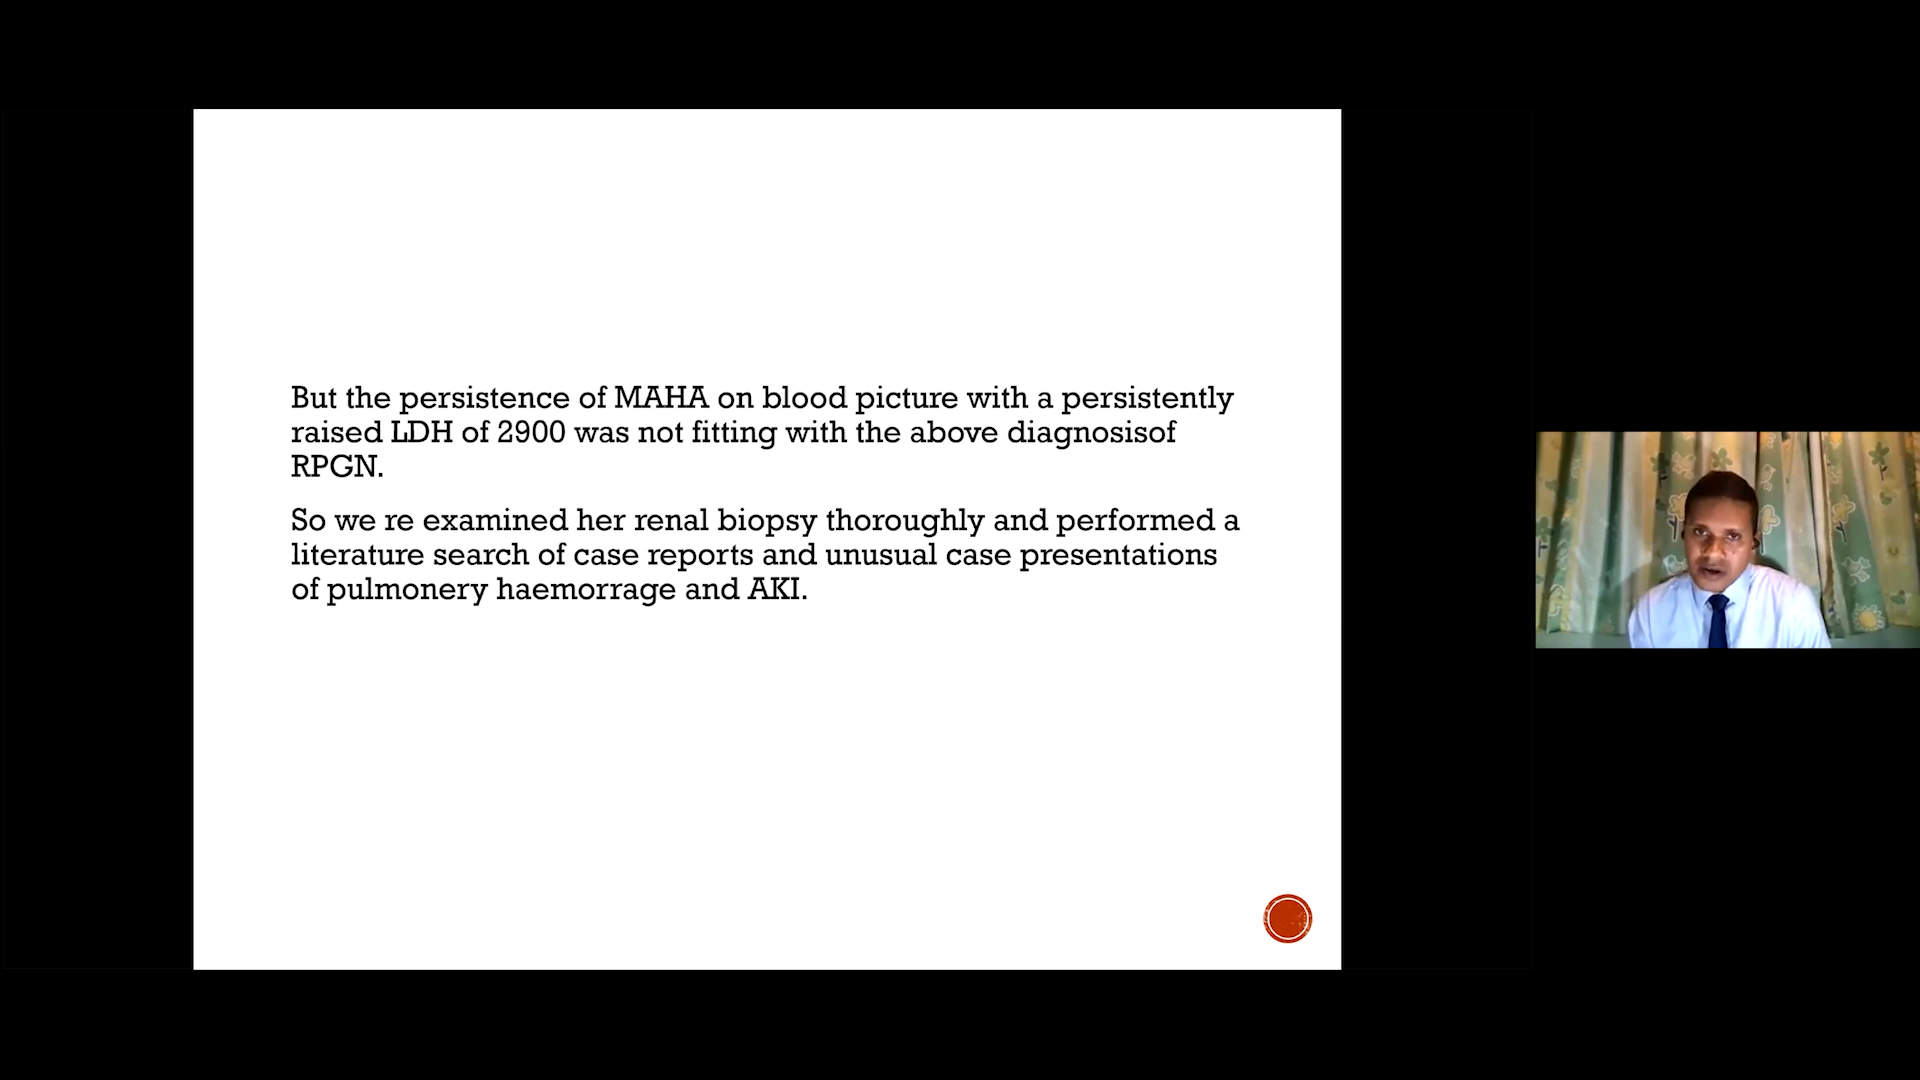 But the persistence of MAHA on blood picture with a persistently
raised LDH of 2900 was not fitting with the above diagnosisof
RPGN.
So we re examined her renal biopsy thoroughly and performed a
literature search of case reports and unusual case presentations
of pulmonery haemorrage and AKI.